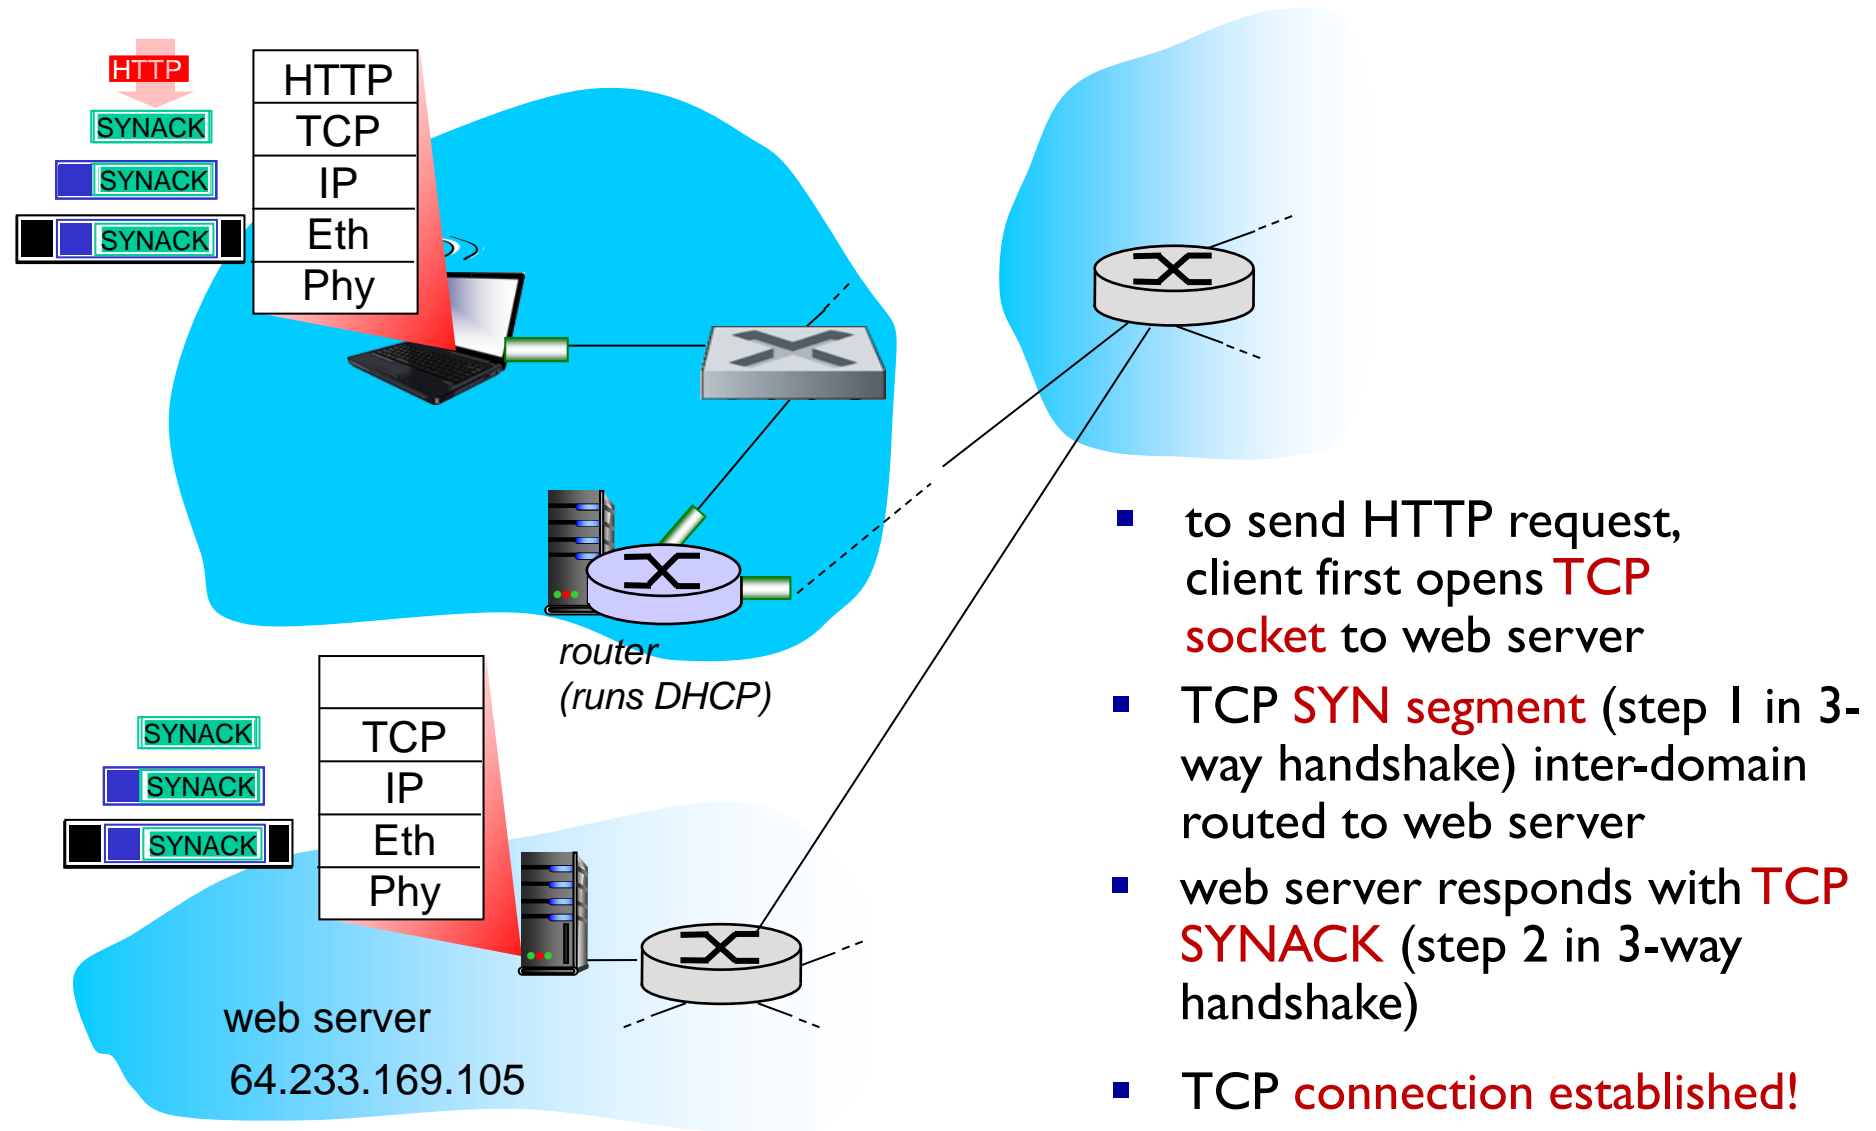 HTTP
SYNACK
SYNACK
SYNACK
HTTP
TCP
IP
Eth
Phy
router
(runs DHCP)
SYNACK
SYNACK
SYNACK
TCP
IP
Eth
Phy
web server
64.233.169.105
to send HTTP request,
client first opens TCP
socket to web server
TCP SYN segment (step 1 in 3-
way handshake) inter-domain
routed to web server
web server responds with TCP
SYNACK (step 2 in 3-way
handshake)
TCP connection established!